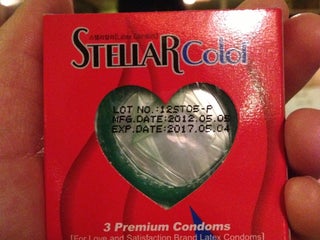 STELLAR Color
LOT NO.:12ST05-P
MFG.DATE:2012.05.05
EXP.DATE:2017.05.04
3 Premium Condoms
[For Love and Satisfaction Brand Latex Condoms]